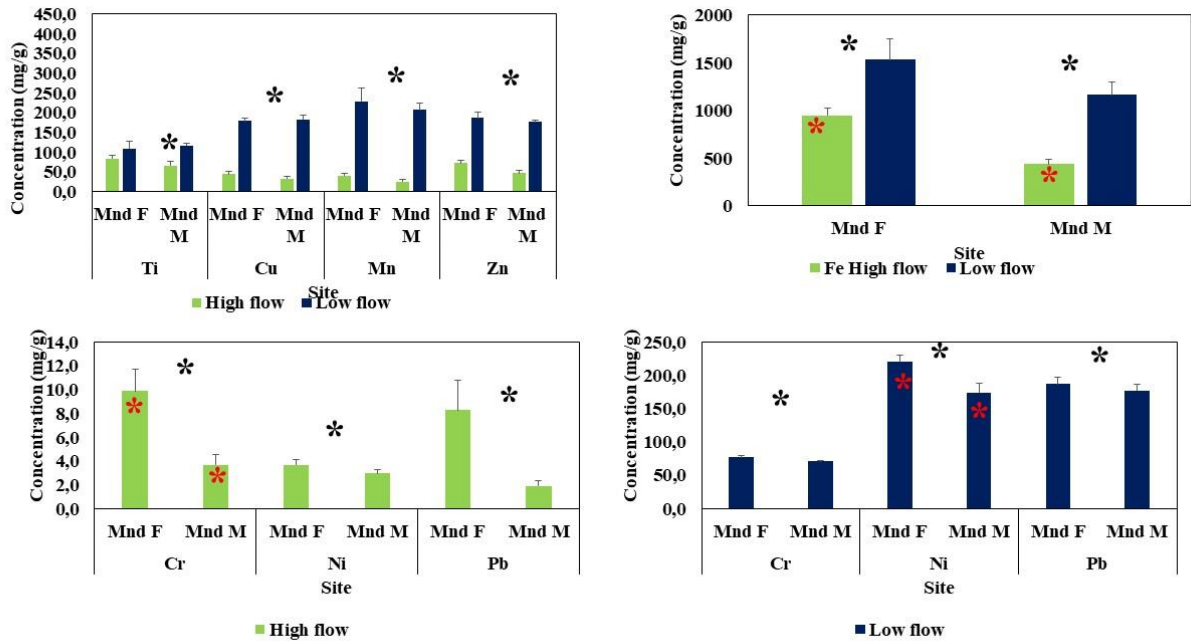 Concentration (mg/g)
450,0
400,0
350,0
300,0
250,0
200,0
150,0
100,0
50,0
0,0
* * * *
Mnd F Mnd M Mnd F Mnd M Mnd F Mnd M Mnd F Mnd M
Ti Cu Mn Zn
Site
High flow Low flow
Concentration (mg/g)
2000
1500
1000
500
0
* *
* *
Mnd F Mnd M
Site
Fe High flow Low flow
Concentration (mg/g)
14,0
12,0
10,0
8,0
6,0
4,0
2,0
0,0
* * *
* *
Mnd F Mnd M Mnd F Mnd M Mnd F Mnd M
Cr Ni Pb
Site
High flow
Concentration (mg/g)
250,0
200,0
150,0
100,0
50,0
0,0
* * *
* *
Mnd F Mnd M Mnd F Mnd M Mnd F Mnd M
Cr Ni Pb
Site
Low flow